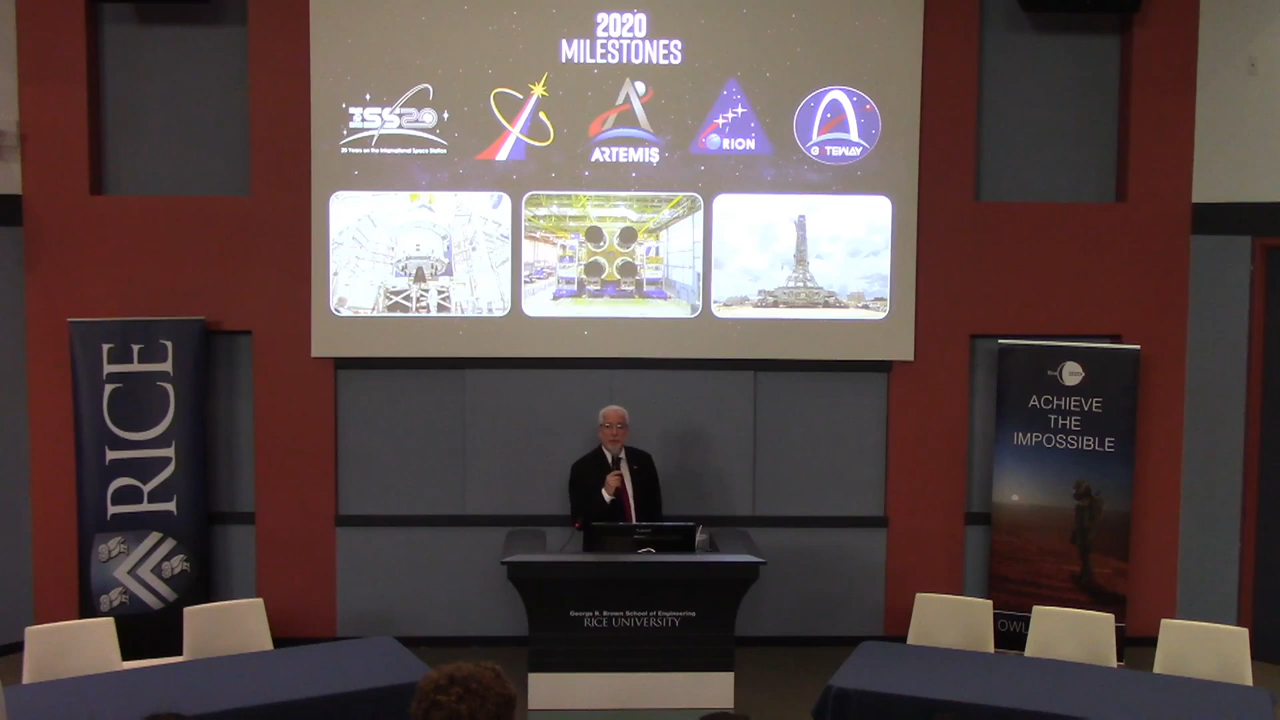 2020
MILESTONES
ISS20
20 Years on the International Space Station
ARTEMIS
ORION
G TEWAY
RICE
ACHIEVE
THE
IMPOSSIBLE
George R. Brown School of Engineering
RICE UNIVERSITY
OWL